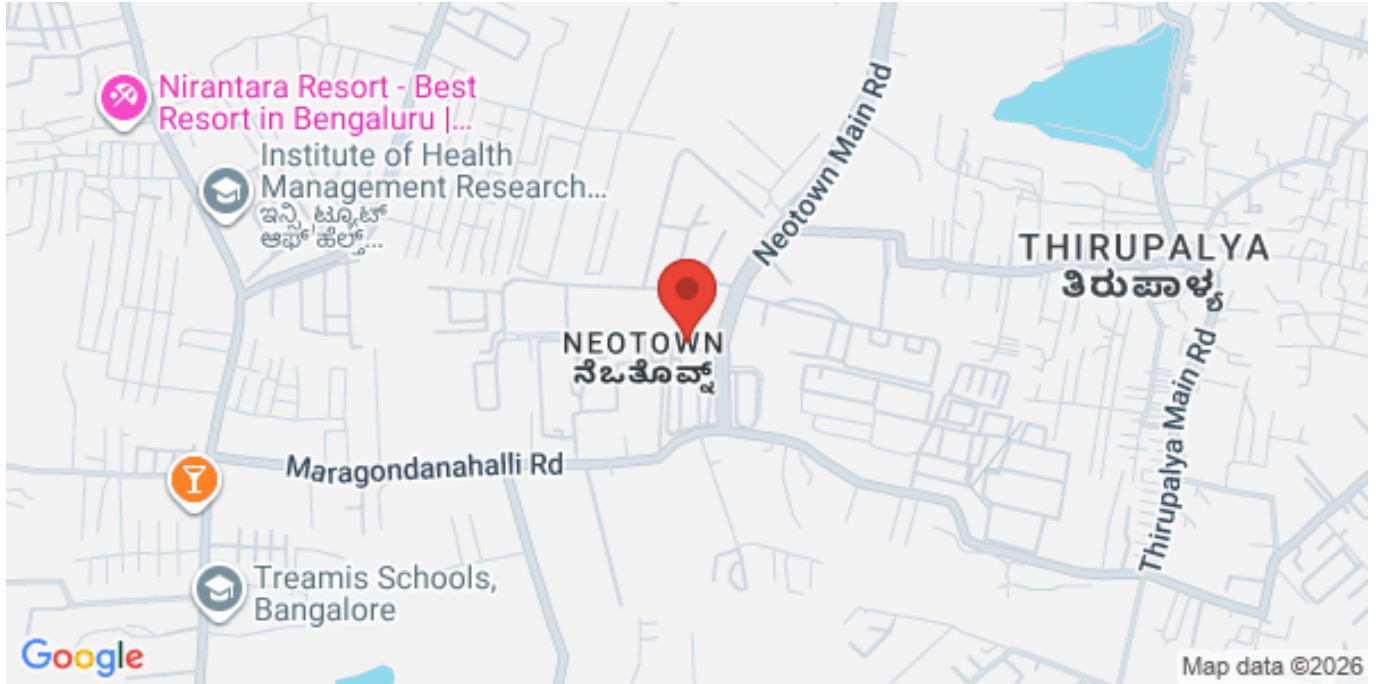 Nirantara Resort - Best
Resort in Bengaluru |...
Institute of Health
Management Research...
ಇನ್ಸ್ಟಿಟ್ಯೂಟ್
ಆಫ್ ಹೆಲ್ತ್...
Neotown Main Rd
THIRUPALYA
ತಿರುಪಾಳ್ಯ
NEOTOWN
ನೆಒತೊವ್ನ್
Maragondanahalli Rd
Thirupalya Main Rd
Treamis Schools,
Bangalore
Google
Map data ©2026